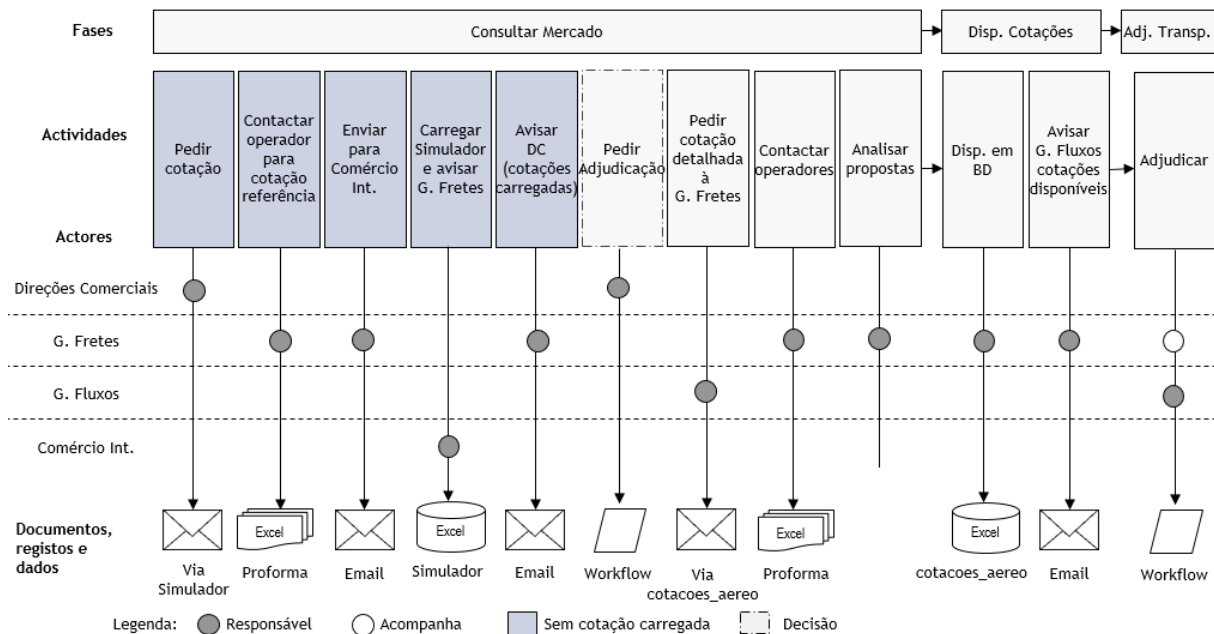 Fases
Consultar Mercado
Disp. Cotações
Adj. Transp.
Actividades
Pedir
cotação
Contactar
operador
para
cotação
referência
Enviar
para
Comércio
Int.
Carregar
Simulador
e avisar
G. Fretes
Avisar
DC
(cotações
carregadas)
Pedir
Adjudicação
Pedir
cotação
detalhada
à
G. Fretes
Contactar
operadores
Analisar
propostas
Disp. em
BD
Avisar
G. Fluxos
cotações
disponíveis
Adjudicar
Actores
Direções Comerciais
G. Fretes
G. Fluxos
Comércio Int.
Documentos,
registos e
dados
Excel
Excel
Excel
Excel
Via
Simulador
Proforma
Email
Simulador
Email
Workflow
Via
cotacoes_aereo
Proforma
cotacoes_aereo
Email
Workflow
Legenda:
Responsável
Acompanha
Sem cotação carregada
Decisão